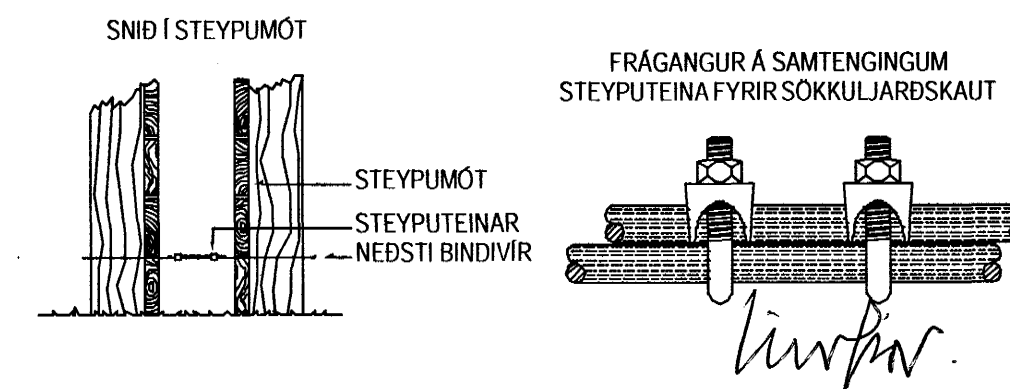 SNIÐ Í STEYPUMÓT
STEYPUMÓT
STEYPUTEINAR
NEÐSTI BINDIVÍR
FRÁGANGUR Á SAMTENGINGUM
STEYPUTEINA FYRIR SÖKKULJARÐSKAUT